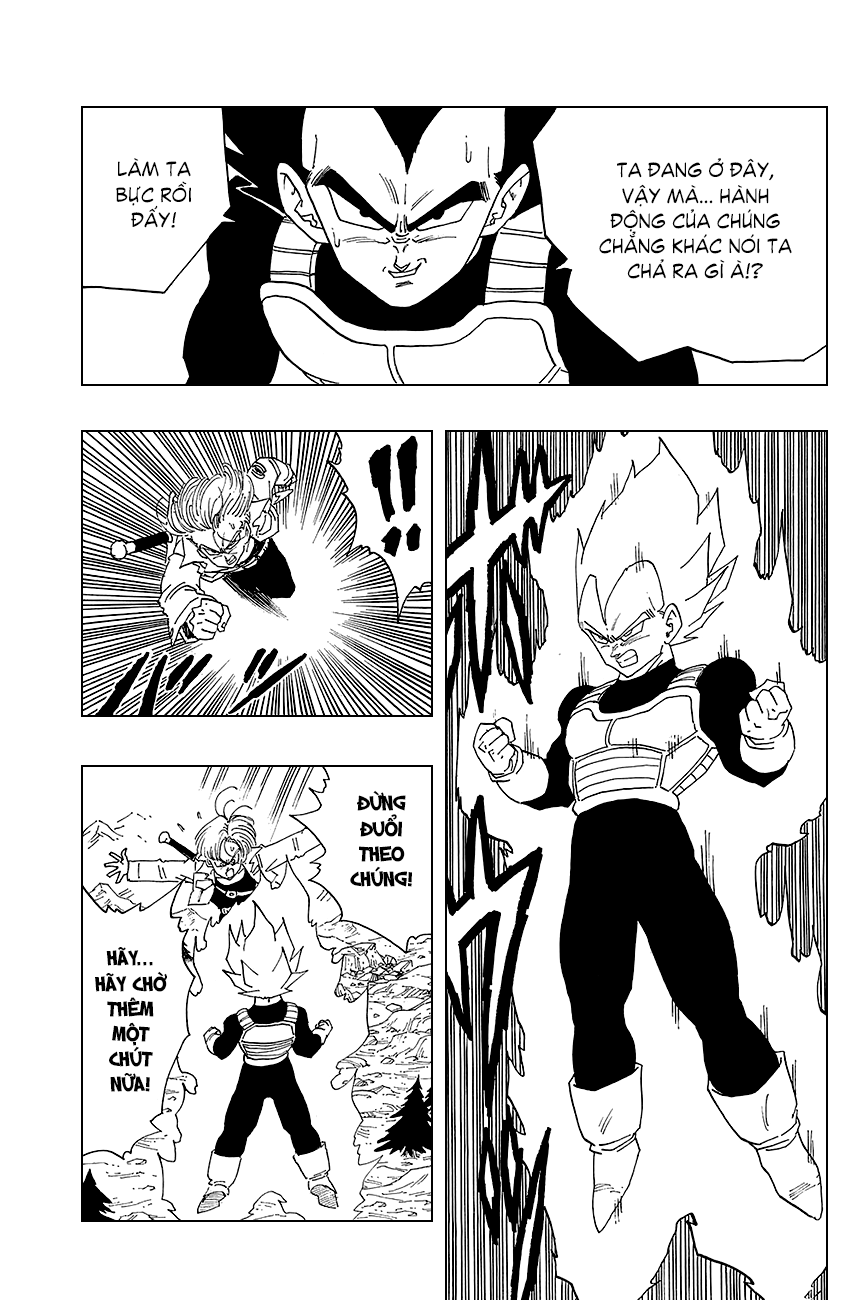 TA ĐANG Ở ĐÂY,
VẬY MÀ... HÀNH
ĐỘNG CỦA CHÚNG
CHẲNG KHÁC NÓI TA
CHẢ RA GÌ À!?
LÀM TA
BỰC RỒI
ĐẤY!
!!
ĐỪNG
ĐUỔI
THEO
CHÚNG!
HÃY...
HÃY CHỜ
THÊM
MỘT
CHÚT
NỮA!